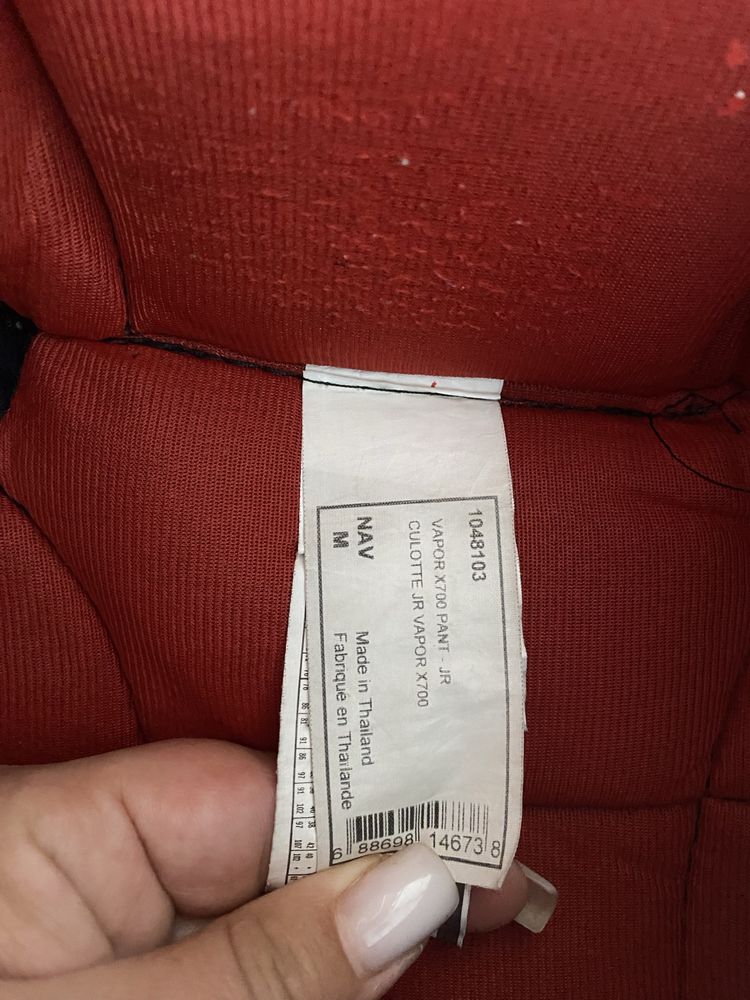 1048103
VAPOR X700 PANT - JR
CULOTTE JR VAPOR X700
NAV
M
Made in Thailand
Fabriqué en Thaïlande
6 88698 14673 8